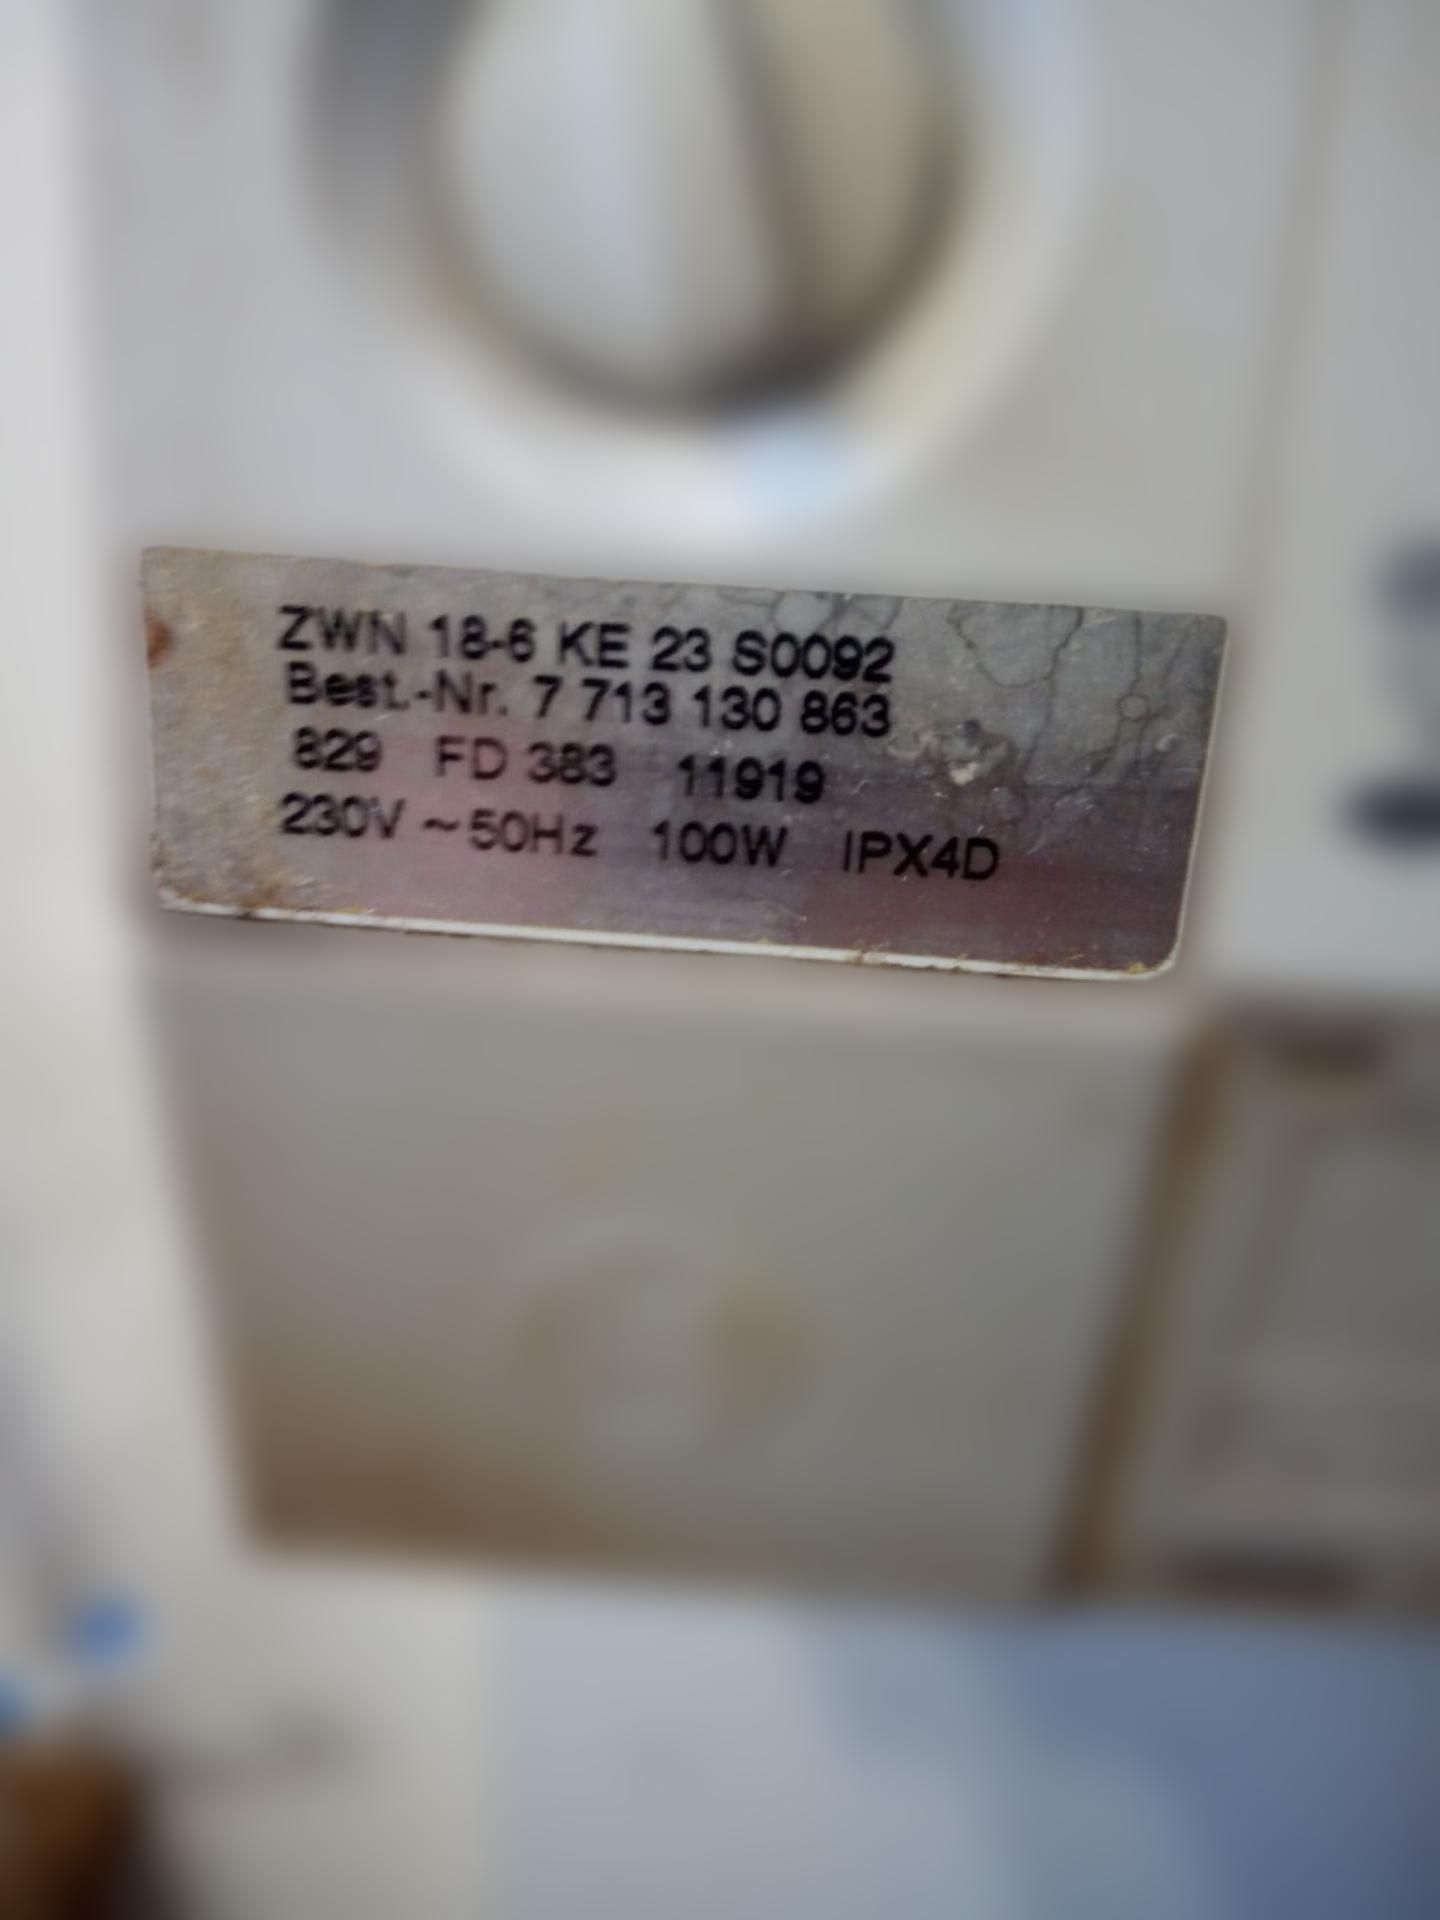 ZWN 18-6 KE 23 S0092
Best.-Nr. 7 713 130 863
829 FD 383 11919
230V ~50Hz 100W IPX4D